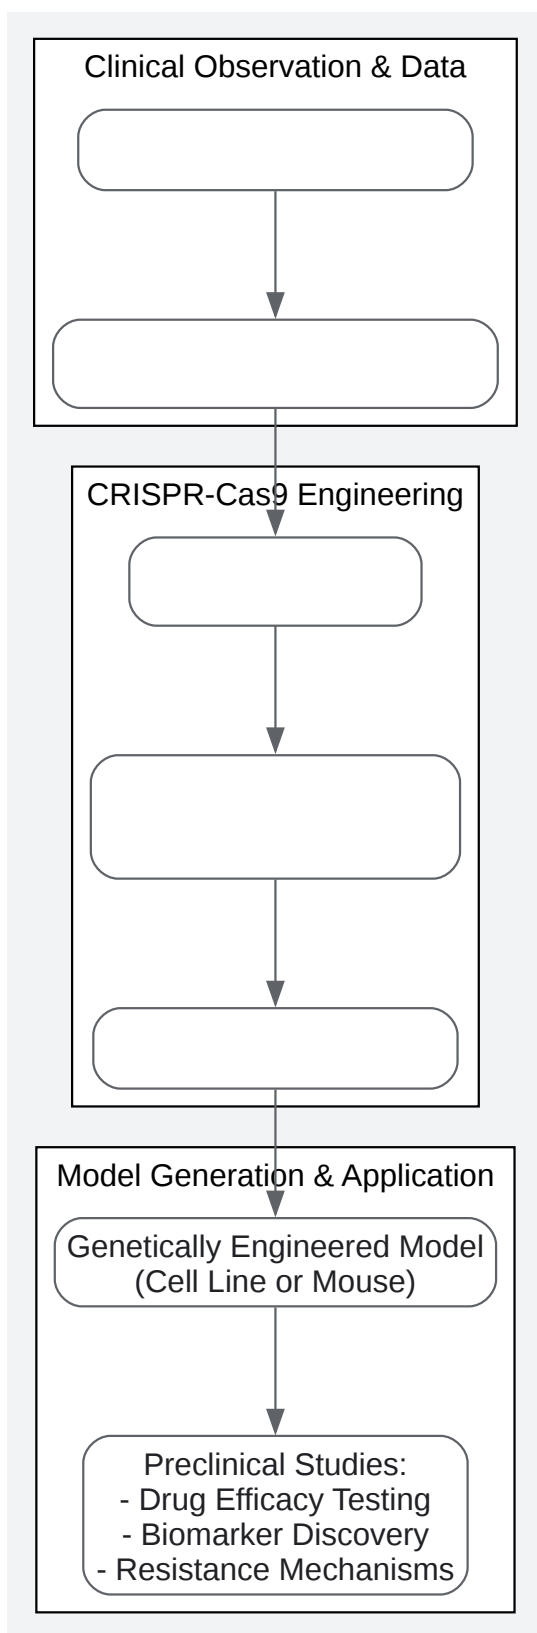 Clinical Observation & Data
CRISPR-Cas9 Engineering
Model Generation & Application
Genetically Engineered Model
(Cell Line or Mouse)
Preclinical Studies:
- Drug Efficacy Testing
- Biomarker Discovery
- Resistance Mechanisms